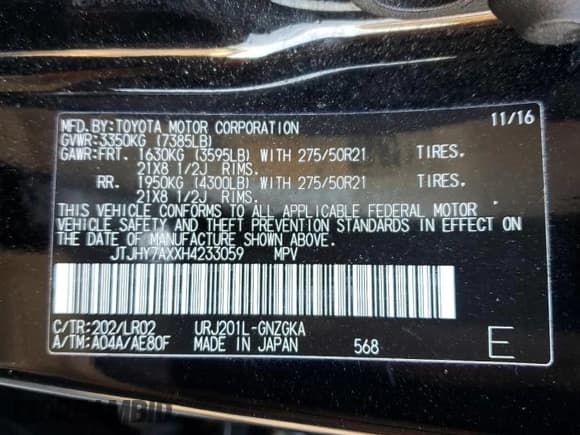 MFD. BY: TOYOTA MOTOR CORPORATION 11/16
GVWR: 3350KG (7385LB)
GAWR: FRT. 1630KG (3595LB) WITH 275/50R21 TIRES.
21X8 1/2J RIMS.
RR. 1950KG (4300LB) WITH 275/50R21 TIRES.
21X8 1/2J RIMS.
THIS VEHICLE CONFORMS TO ALL APPLICABLE FEDERAL MOTOR
VEHICLE SAFETY AND THEFT PREVENTION STANDARDS IN EFFECT
ON THE DATE OF MANUFACTURE SHOWN ABOVE.
JTJHY7AXXH4233059 MPV
C/TR: 202/LR02 URJ201L-GNZGKA
A/TM: A04A/AE80F MADE IN JAPAN 568 E